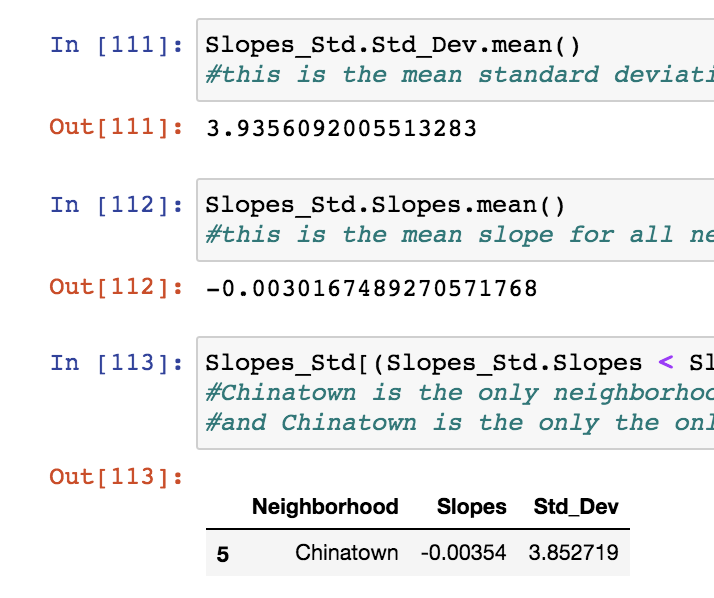 In [111]: Slopes_Std.Std_Dev.mean()
#this is the mean standard deviati
Out[111]: 3.9356092005513283
In [112]: Slopes_Std.Slopes.mean()
#this is the mean slope for all ne
Out[112]: -0.0030167489270571768
In [113]: Slopes_Std[(Slopes_Std.Slopes < Sl
#Chinatown is the only neighborhoo
#and Chinatown is the only the onl
Out[113]:
Neighborhood Slopes Std_Dev
5 Chinatown -0.00354 3.852719